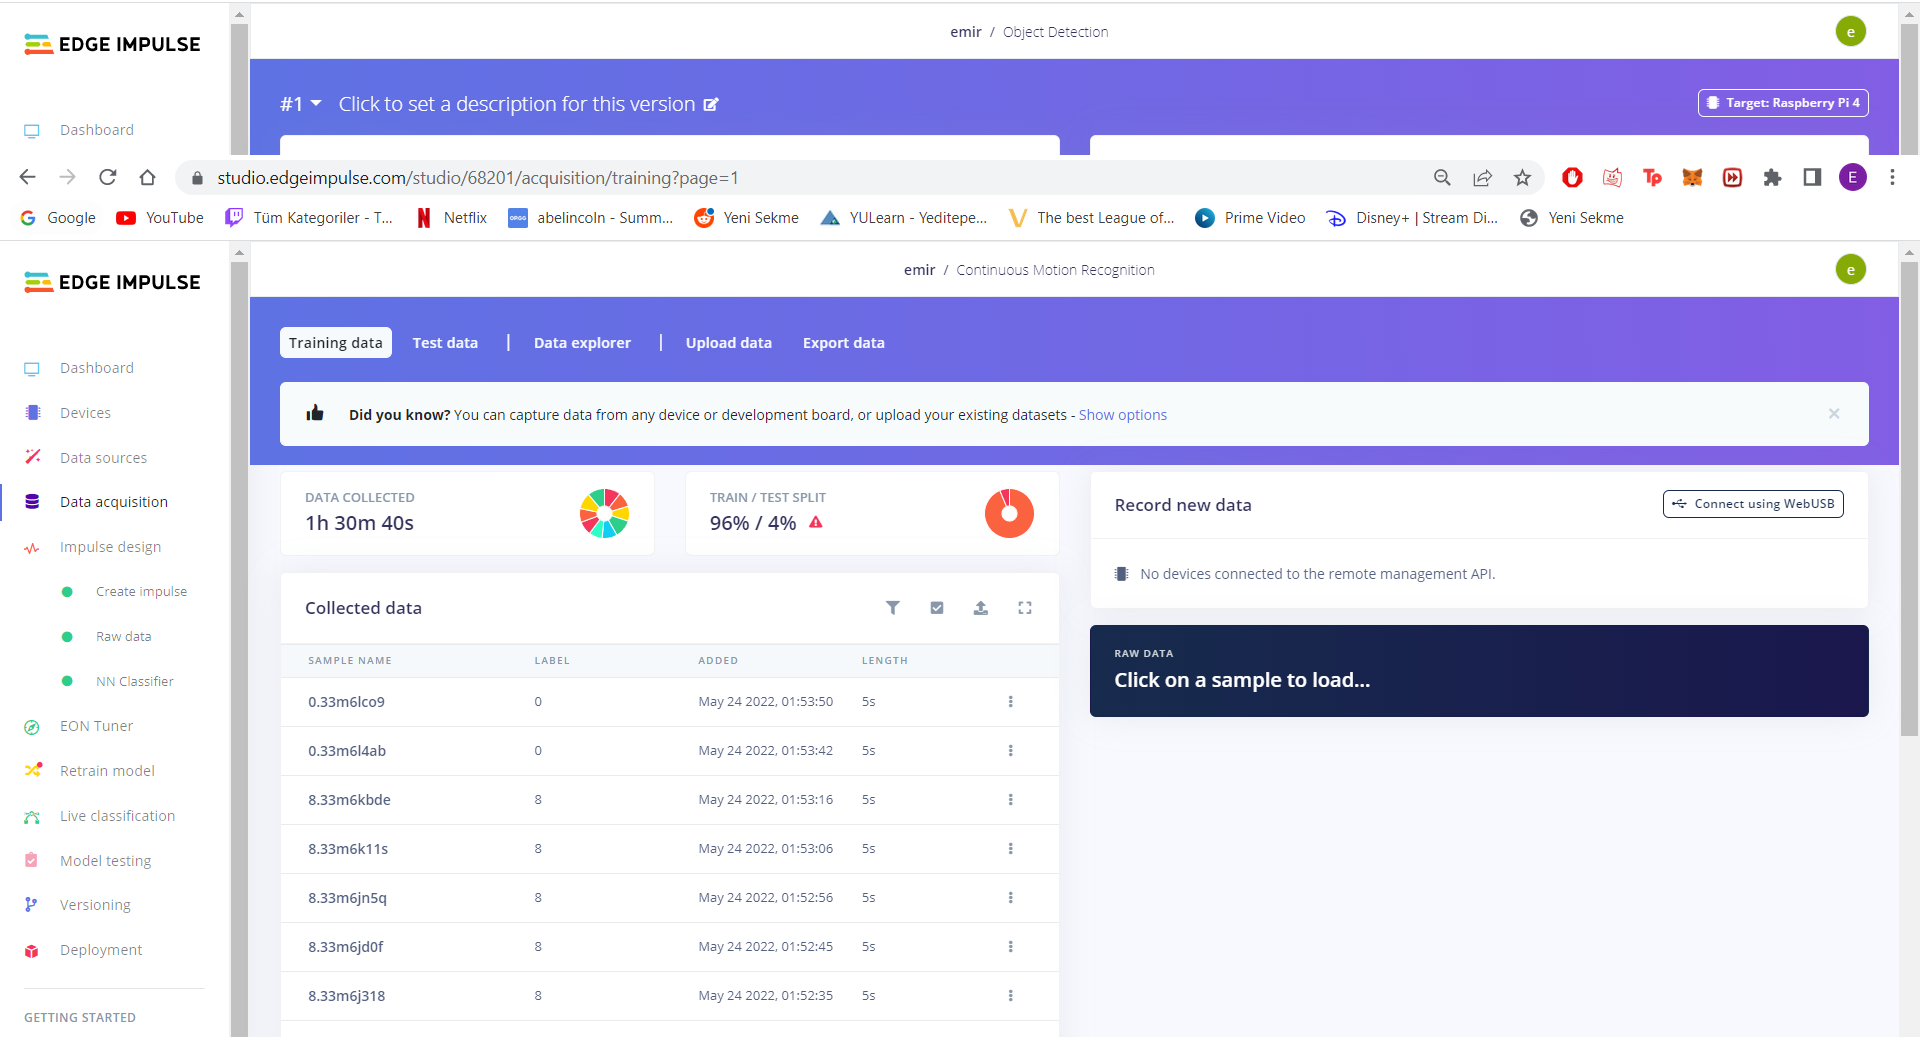 EDGE IMPULSE
emir / Object Detection
e
#1 Click to set a description for this version
Target: Raspberry Pi 4
Dashboard
studio.edgeimpulse.com/studio/68201/acquisition/training?page=1
E
Google
YouTube
Tüm Kategoriler - T...
Netflix
OPGG
abelincoln - Summ...
Yeni Sekme
YULearn - Yeditepe...
The best League of...
Prime Video
Disney+ | Stream Di...
Yeni Sekme
Tp
EDGE IMPULSE
emir / Continuous Motion Recognition
e
Dashboard
Devices
Data sources
Data acquisition
Impulse design
Create impulse
Raw data
NN Classifier
EON Tuner
Retrain model
Live classification
Model testing
Versioning
Deployment
GETTING STARTED
Training data
Test data
|
Data explorer
|
Upload data
Export data
Did you know? You can capture data from any device or development board, or upload your existing datasets - Show options
×
DATA COLLECTED
1h 30m 40s
TRAIN / TEST SPLIT
96% / 4%
Record new data
Connect using WebUSB
No devices connected to the remote management API.
RAW DATA
Click on a sample to load...
Collected data
SAMPLE NAME LABEL ADDED LENGTH
0.33m6lco9 0 May 24 2022, 01:53:50 5s
0.33m6l4ab 0 May 24 2022, 01:53:42 5s
8.33m6kbde 8 May 24 2022, 01:53:16 5s
8.33m6k11s 8 May 24 2022, 01:53:06 5s
8.33m6jn5q 8 May 24 2022, 01:52:56 5s
8.33m6jd0f 8 May 24 2022, 01:52:45 5s
8.33m6j318 8 May 24 2022, 01:52:35 5s